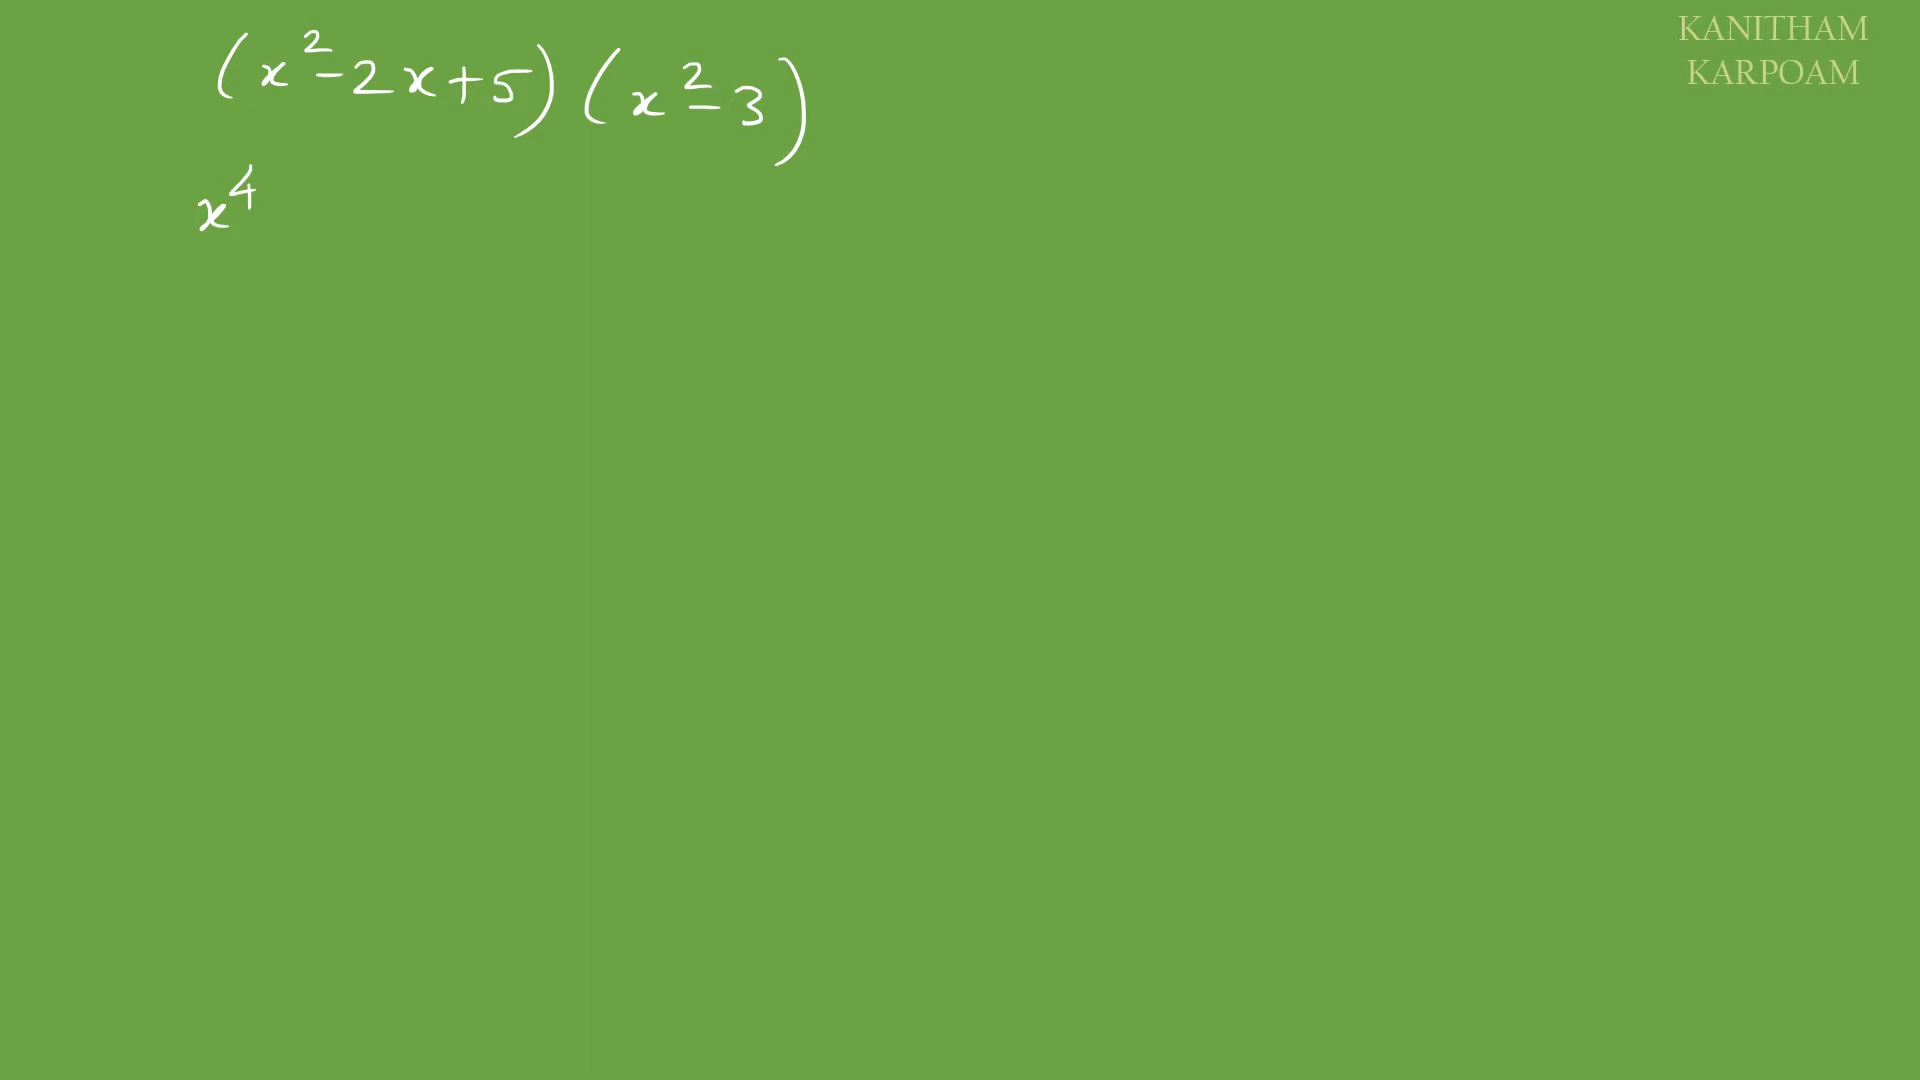 (x²-2x+5)(x²-3)
x⁴
KANITHAM
KARPOAM